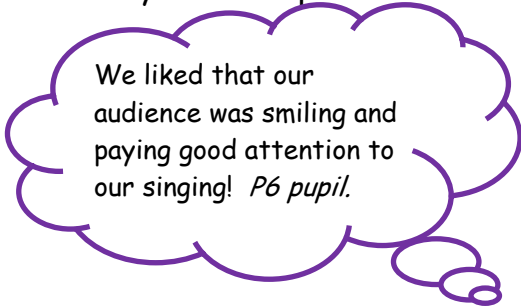 We liked that our
audience was smiling and
paying good attention to
our singing! P6 pupil.